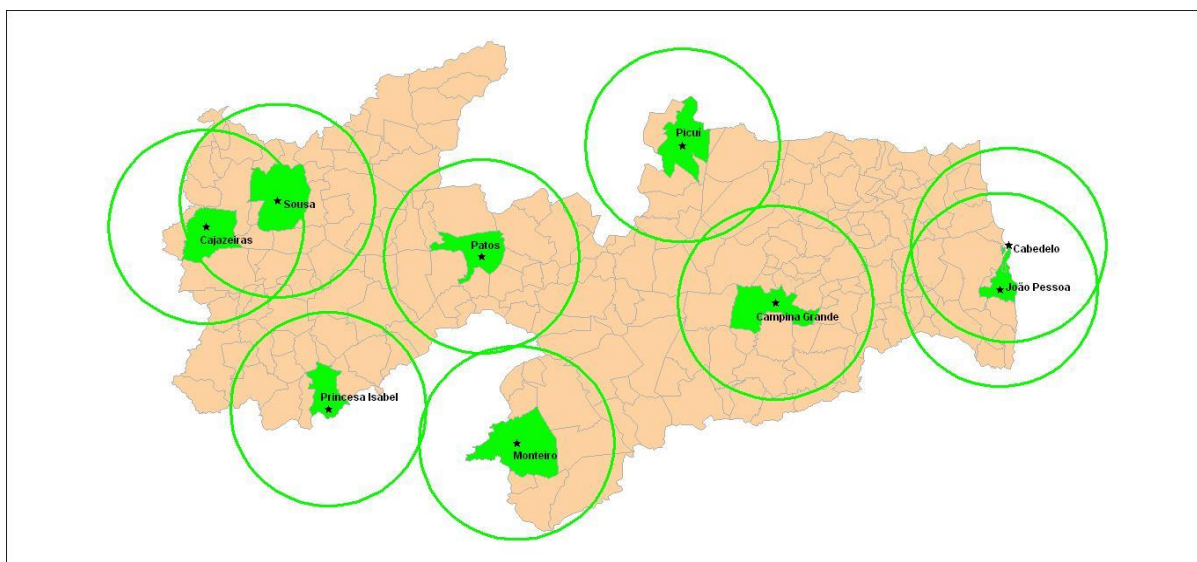 Picuí
Sousa
Cajazeiras
Patos
Cabedelo
João Pessoa
Campina Grande
Princesa Isabel
Monteiro